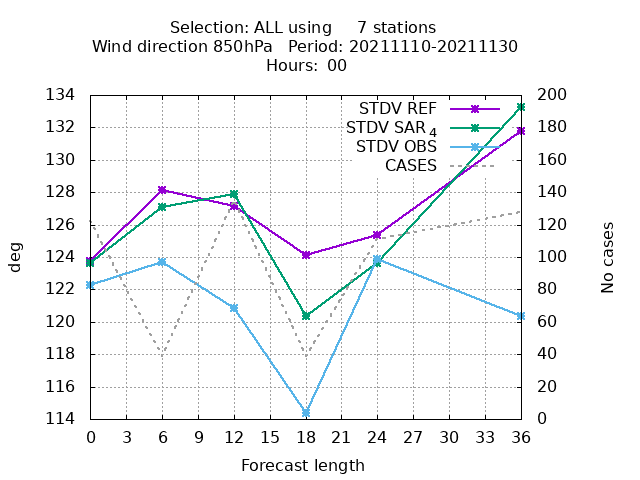 Selection: ALL using 7 stations
Wind direction 850hPa Period: 20211110-20211130
Hours: 00
134 200
132 180
130 160
128 140
126 120
124 100
122 80
120 60
118 40
116 20
114 0
STDV REF
STDV SAR 4
STDV OBS
CASES
deg
No cases
0 3 6 9 12 15 18 21 24 27 30 33 36
Forecast length